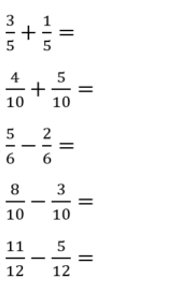 3/5 + 1/5 =
4/10 + 5/10 =
5/6 − 2/6 =
8/10 − 3/10 =
11/12 − 5/12 =